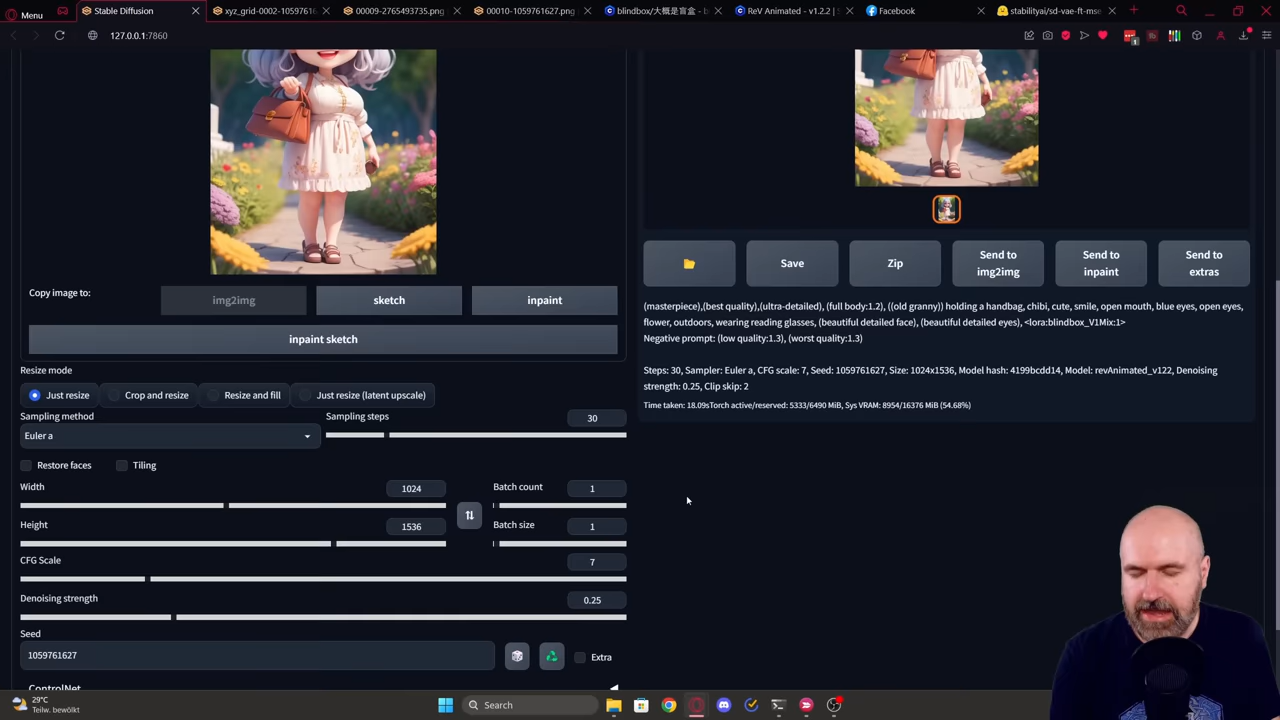 Menu
Stable Diffusion
xyz_grid-0002-10597616
00009-2765493735.png
00010-1059761627.png
blindbox/大概是盲盒 - b
ReV Animated - v1.2.2 | S
Facebook
stabilityai/sd-vae-ft-mse
127.0.0.1:7860
1
Copy image to:
img2img
sketch
inpaint
inpaint sketch
Resize mode
Just resize
Crop and resize
Resize and fill
Just resize (latent upscale)
Sampling method
Sampling steps
30
Euler a
Restore faces
Tiling
Width
1024
Batch count
1
Height
1536
Batch size
1
CFG Scale
7
Denoising strength
0.25
Seed
1059761627
Extra
ControlNet
Save
Zip
Send to
img2img
Send to
inpaint
Send to
extras
(masterpiece),(best quality),(ultra-detailed), (full body:1.2), ((old granny)) holding a handbag, chibi, cute, smile, open mouth, blue eyes, open eyes,
flower, outdoors, wearing reading glasses, (beautiful detailed face), (beautiful detailed eyes), <lora:blindbox_V1Mix:1>
Negative prompt: (low quality:1.3), (worst quality:1.3)
Steps: 30, Sampler: Euler a, CFG scale: 7, Seed: 1059761627, Size: 1024x1536, Model hash: 4199bcdd14, Model: revAnimated_v122, Denoising
strength: 0.25, Clip skip: 2
Time taken: 18.09sTorch active/reserved: 5333/6490 MiB, Sys VRAM: 8954/16376 MiB (54.68%)
29°C
Teilw. bewölkt
Search